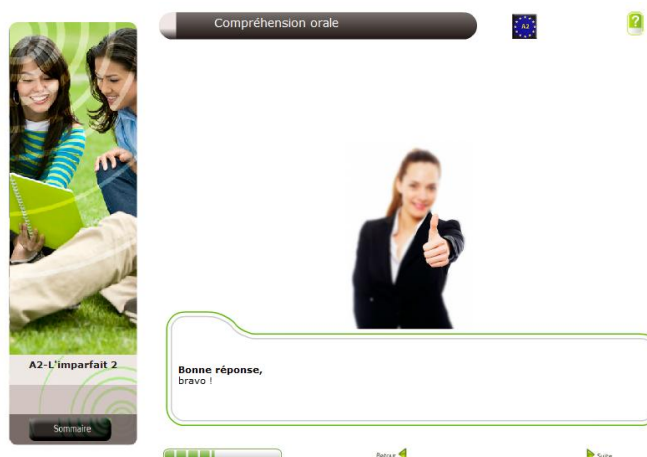 Compréhension orale
A2
?
A2-L'imparfait 2
Sommaire
Bonne réponse,
bravo !
Retour
Suite